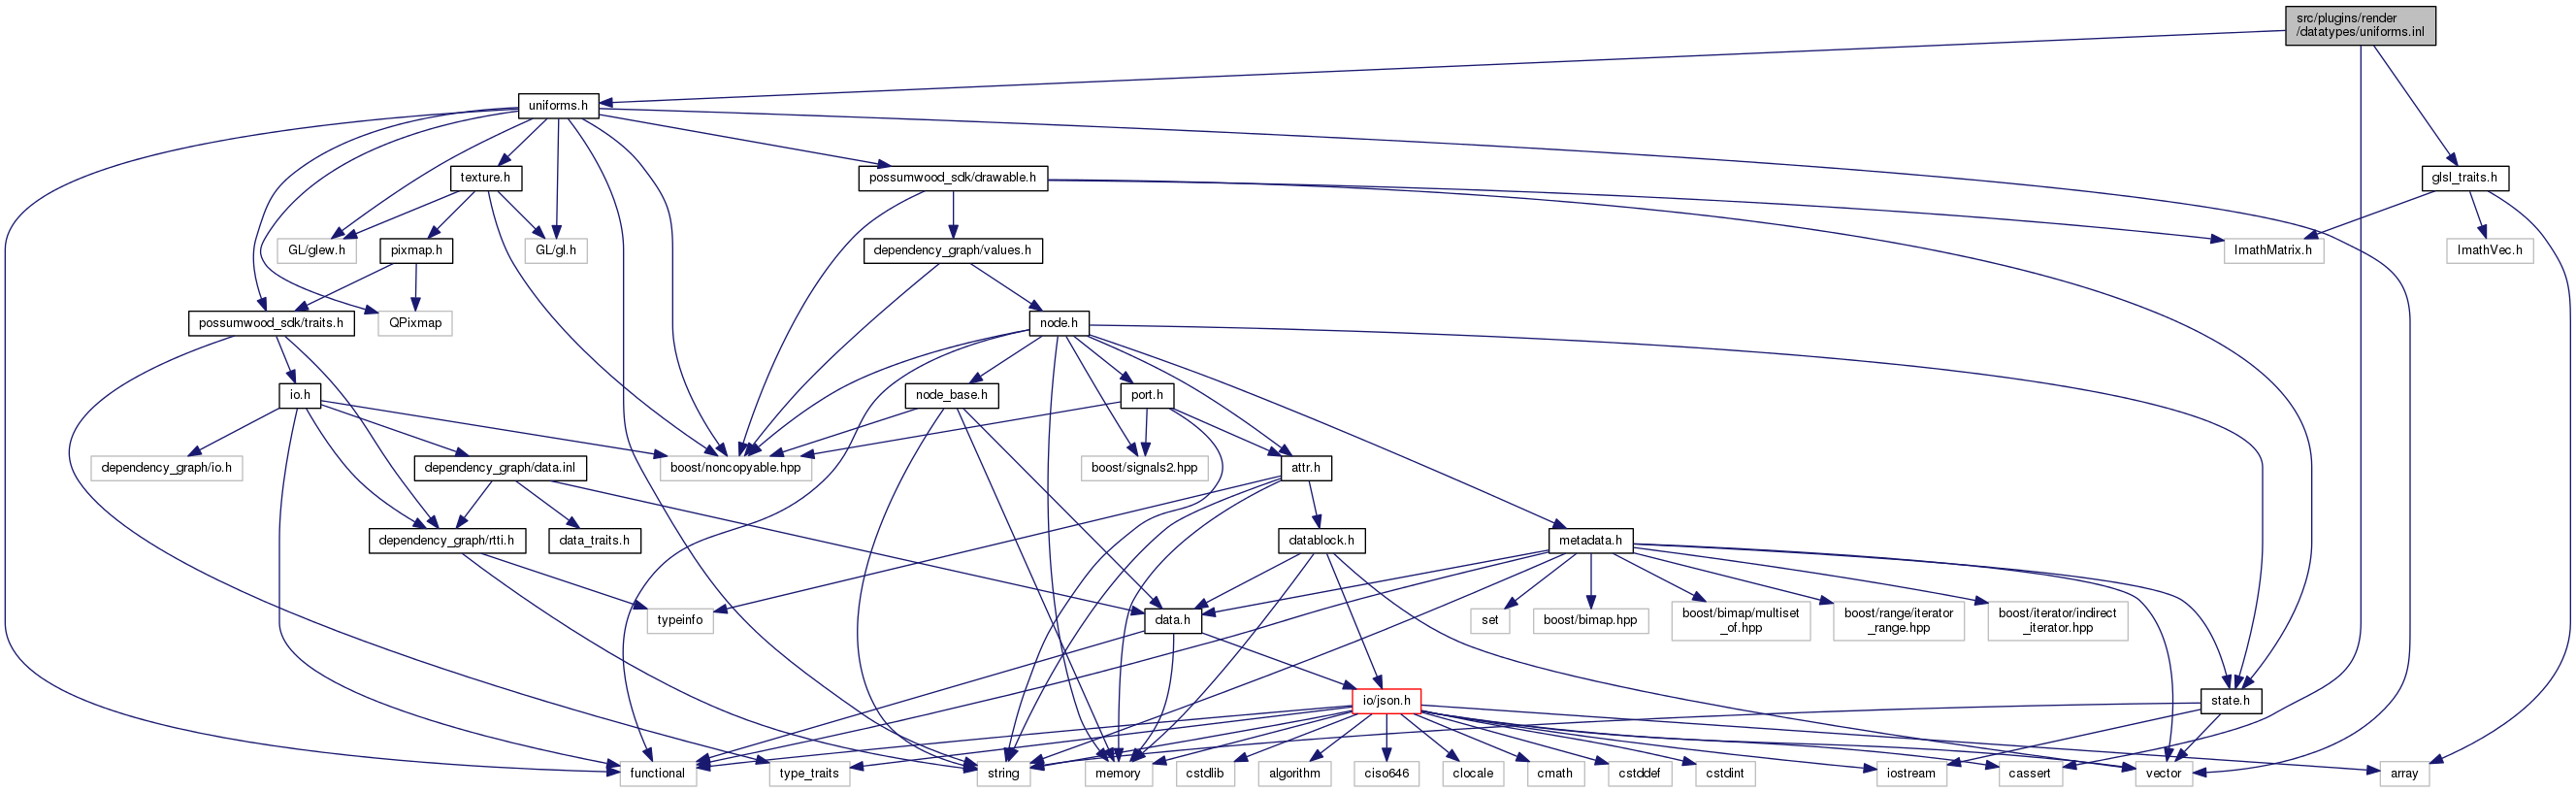 src/plugins/render
/datatypes/uniforms.inl
uniforms.h
texture.h
possumwood_sdk/drawable.h
glsl_traits.h
GL/glew.h
pixmap.h
GL/gl.h
dependency_graph/values.h
ImathMatrix.h
ImathVec.h
possumwood_sdk/traits.h
QPixmap
node.h
io.h
node_base.h
port.h
dependency_graph/io.h
dependency_graph/data.inl
boost/noncopyable.hpp
boost/signals2.hpp
attr.h
dependency_graph/rtti.h
data_traits.h
datablock.h
metadata.h
typeinfo
data.h
set
boost/bimap.hpp
boost/bimap/multiset
_of.hpp
boost/range/iterator
_range.hpp
boost/iterator/indirect
_iterator.hpp
io/json.h
state.h
functional
type_traits
string
memory
cstdlib
algorithm
ciso646
clocale
cmath
cstddef
cstdint
iostream
cassert
vector
array